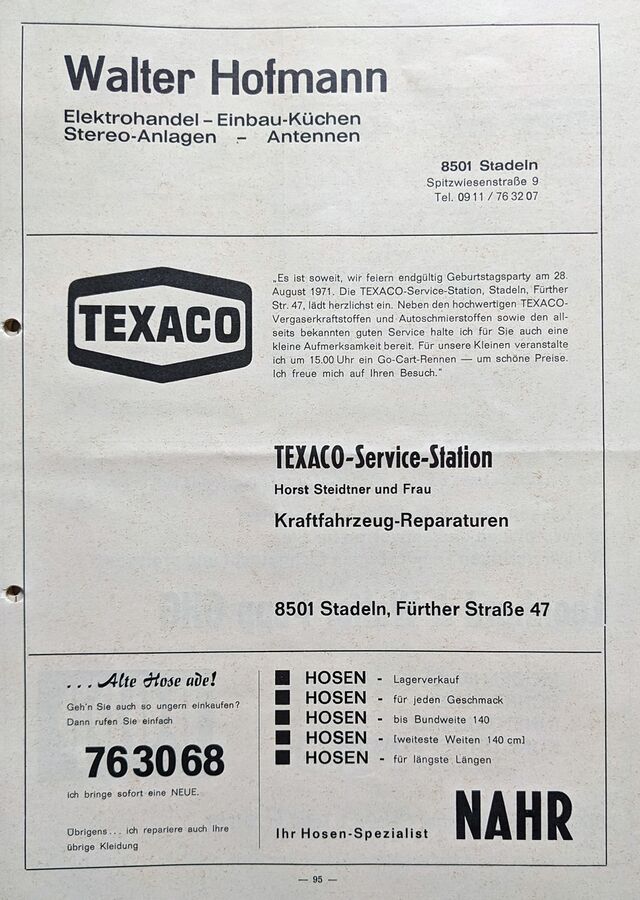 Walter Hofmann
Elektrohandel – Einbau-Küchen
Stereo-Anlagen – Antennen
8501 Stadeln
Spitzwiesenstraße 9
Tel. 09 11 / 76 32 07
TEXACO
„Es ist soweit, wir feiern endgültig Geburtstagsparty am 28.
August 1971. Die TEXACO-Service-Station, Stadeln, Fürther
Str. 47, lädt herzlichst ein. Neben den hochwertigen TEXACO-
Vergaserkraftstoffen und Autoschmierstoffen sowie den all-
seits bekannten guten Service halte ich für Sie auch eine
kleine Aufmerksamkeit bereit. Für unsere Kleinen veranstalte
ich um 15.00 Uhr ein Go-Cart-Rennen — um schöne Preise.
Ich freue mich auf Ihren Besuch."
TEXACO-Service-Station
Horst Steidtner und Frau
Kraftfahrzeug-Reparaturen
8501 Stadeln, Further Straße 47
. . . Alte Hose ade!
Geh'n Sie auch so ungern einkaufen?
Dann rufen Sie einfach
76 30 68
ich bringe sofort eine NEUE.
Übrigens... ich repariere auch Ihre
übrige Kleidung
HOSEN - Lagerverkauf
HOSEN - für jeden Geschmack
HOSEN - bis Bundweite 140
HOSEN - [weiteste Weiten 140 cm]
HOSEN - für längste Längen
Ihr Hosen-Spezialist NAHR
— 95 —